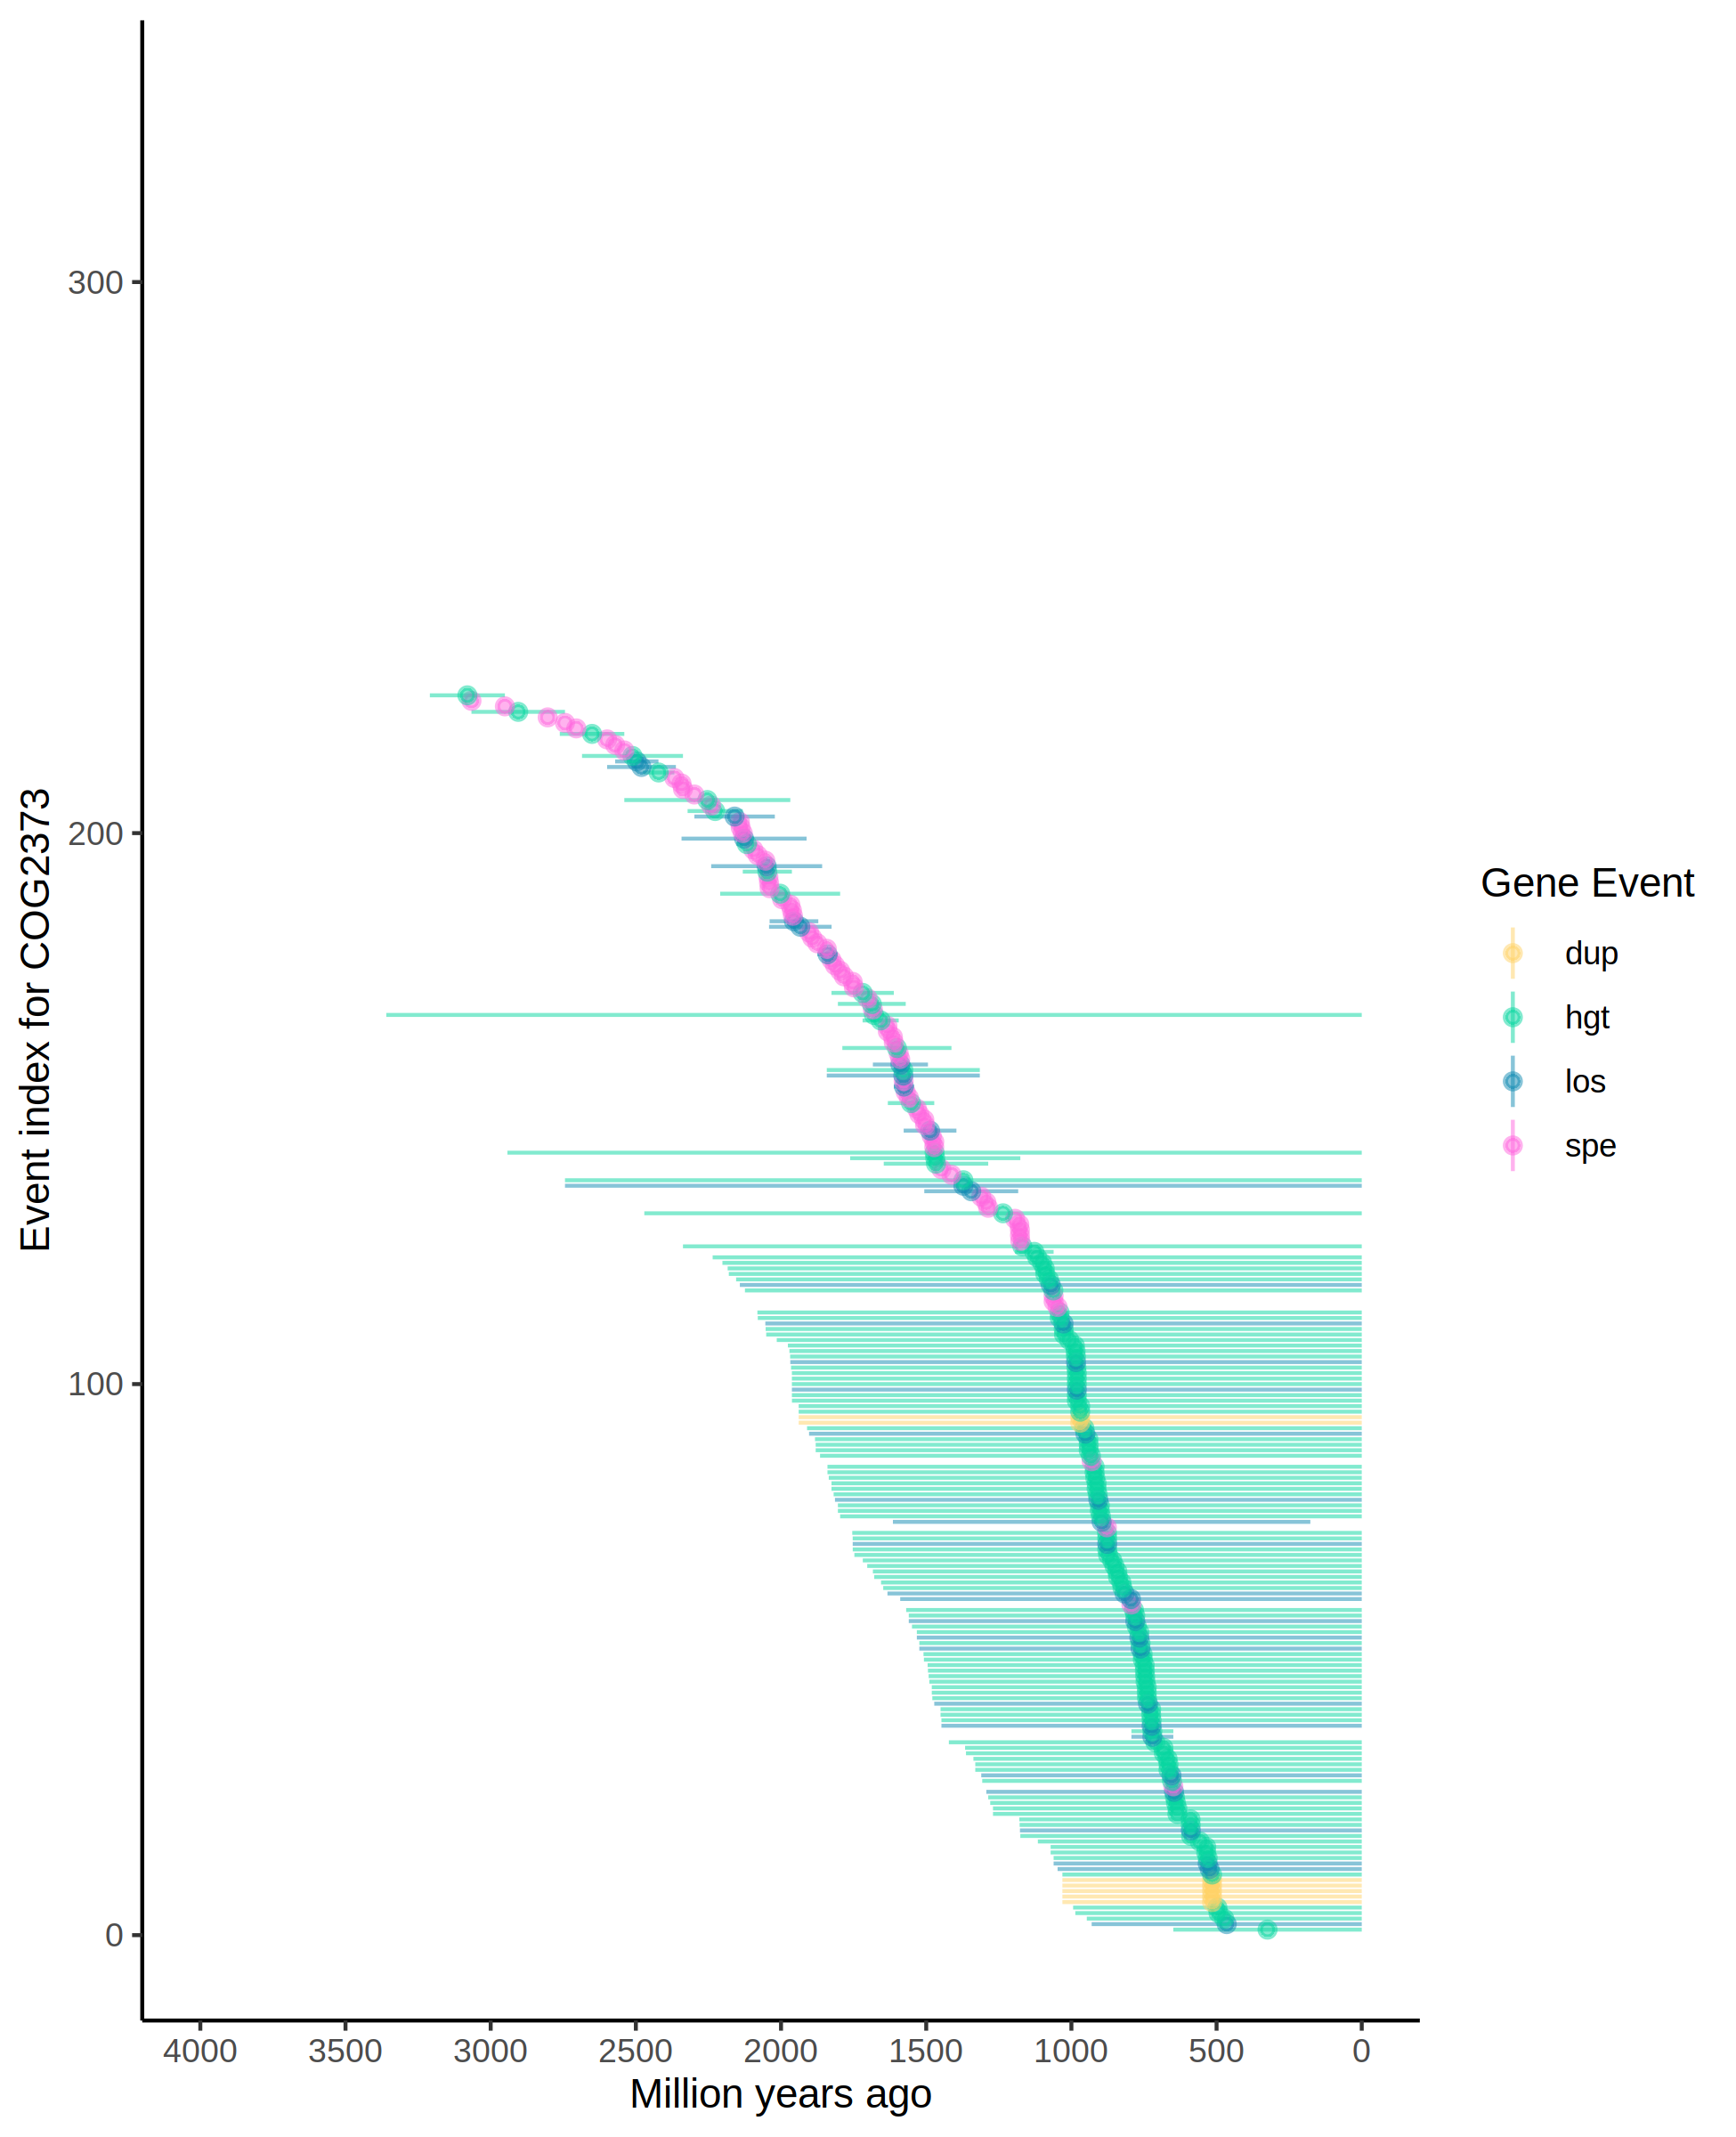 Event index for COG2373
300
200
100
0
4000 3500 3000 2500 2000 1500 1000 500 0
Million years ago
Gene Event
dup
hgt
los
spe